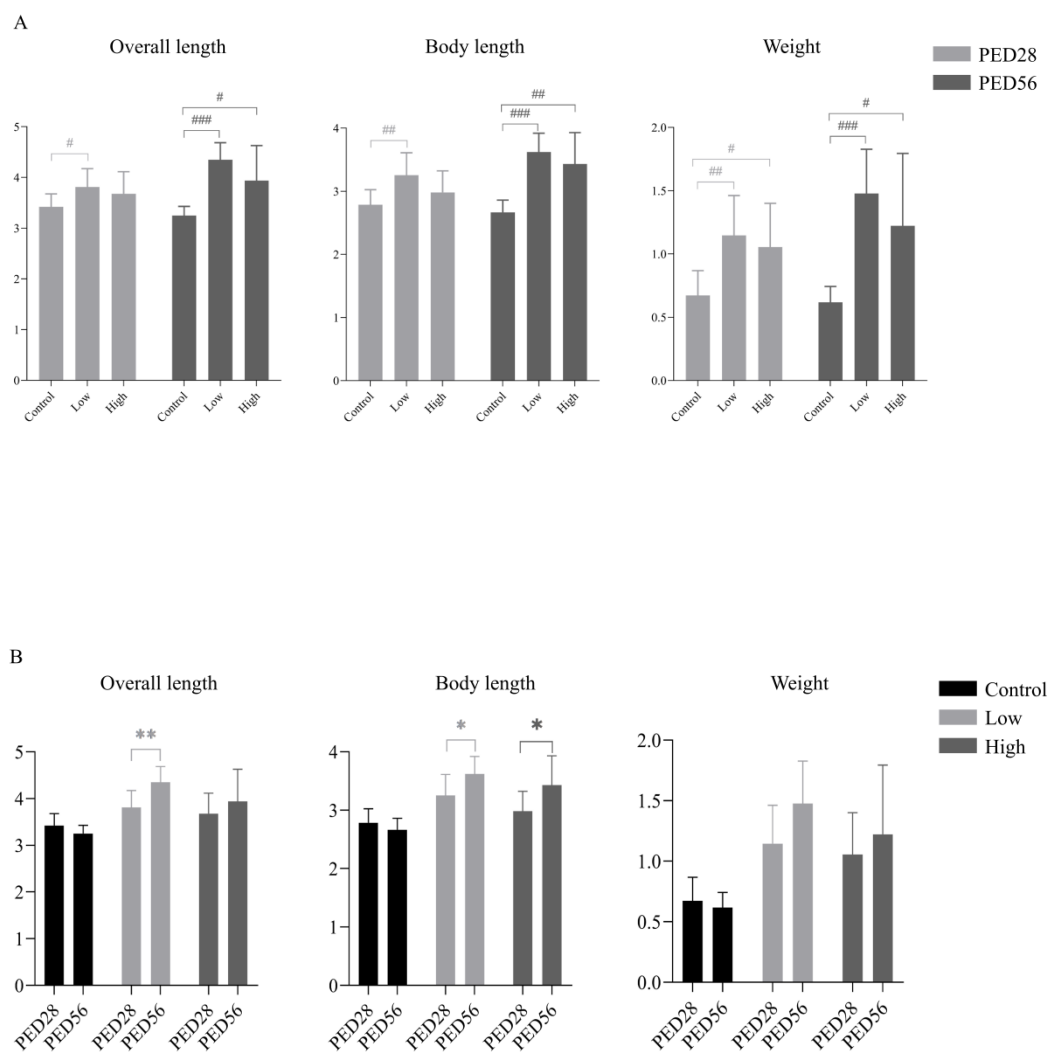 A
Overall length
Body length
Weight
PED28
PED56
#
#
###
##
##
###
#
##
#
###
5
4
3
2
1
0
4
3
2
1
0
2.0
1.5
1.0
0.5
0.0
Control
Low
High
Control
Low
High
Control
Low
High
Control
Low
High
Control
Low
High
Control
Low
High
B
Overall length
Body length
Weight
Control
Low
High
**
*
*
5
4
3
2
1
0
4
3
2
1
0
2.0
1.5
1.0
0.5
0.0
PED28
PED56
PED28
PED56
PED28
PED56
PED28
PED56
PED28
PED56
PED28
PED56
PED28
PED56
PED28
PED56
PED28
PED56